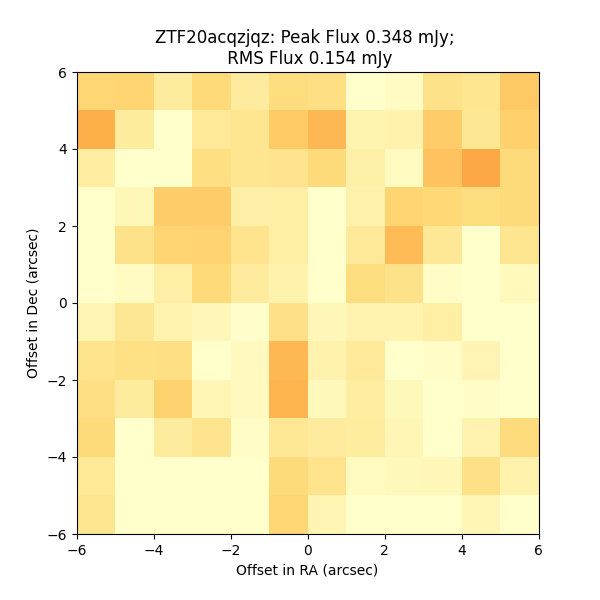 ZTF20acqzjqz: Peak Flux 0.348 mJy;
RMS Flux 0.154 mJy
6
4
2
0
−2
−4
−6
Offset in Dec (arcsec)
−6 −4 −2 0 2 4 6
Offset in RA (arcsec)